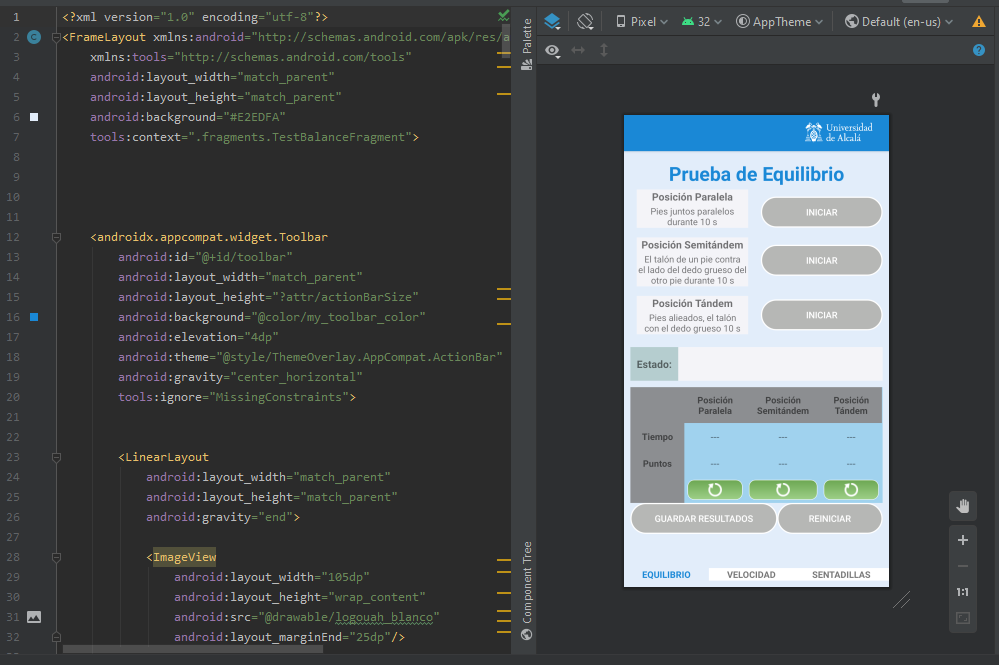 1 <?xml version="1.0" encoding="utf-8"?>
2 <FrameLayout xmlns:android="http://schemas.android.com/apk/res/a
3 xmlns:tools="http://schemas.android.com/tools"
4 android:layout_width="match_parent"
5 android:layout_height="match_parent"
6 android:background="#E2EDFA"
7 tools:context=".fragments.TestBalanceFragment">
8
9
10
11
12 <androidx.appcompat.widget.Toolbar
13 android:id="@+id/toolbar"
14 android:layout_width="match_parent"
15 android:layout_height="?attr/actionBarSize"
16 android:background="@color/my_toolbar_color"
17 android:elevation="4dp"
18 android:theme="@style/ThemeOverlay.AppCompat.ActionBar"
19 android:gravity="center_horizontal"
20 tools:ignore="MissingConstraints">
21
22
23 <LinearLayout
24 android:layout_width="match_parent"
25 android:layout_height="match_parent"
26 android:gravity="end">
27
28 <ImageView
29 android:layout_width="105dp"
30 android:layout_height="wrap_content"
31 android:src="@drawable/logouah_blanco"
32 android:layout_marginEnd="25dp"/>
C
Palette
Component Tree
Pixel 32 AppTheme Default (en-us)
?
Universidad
de Alcalá
Prueba de Equilibrio
Posición Paralela
Pies juntos paralelos
durante 10 s
INICIAR
Posición Semitándem
El talón de un pie contra
el lado del dedo grueso del
otro pie durante 10 s
INICIAR
Posición Tándem
Pies alieados, el talón
con el dedo grueso 10 s
INICIAR
Estado:
Posición Posición Posición
Paralela Semitándem Tándem
Tiempo --- --- ---
Puntos --- --- ---
GUARDAR RESULTADOS REINICIAR
EQUILIBRIO VELOCIDAD SENTADILLAS
1:1